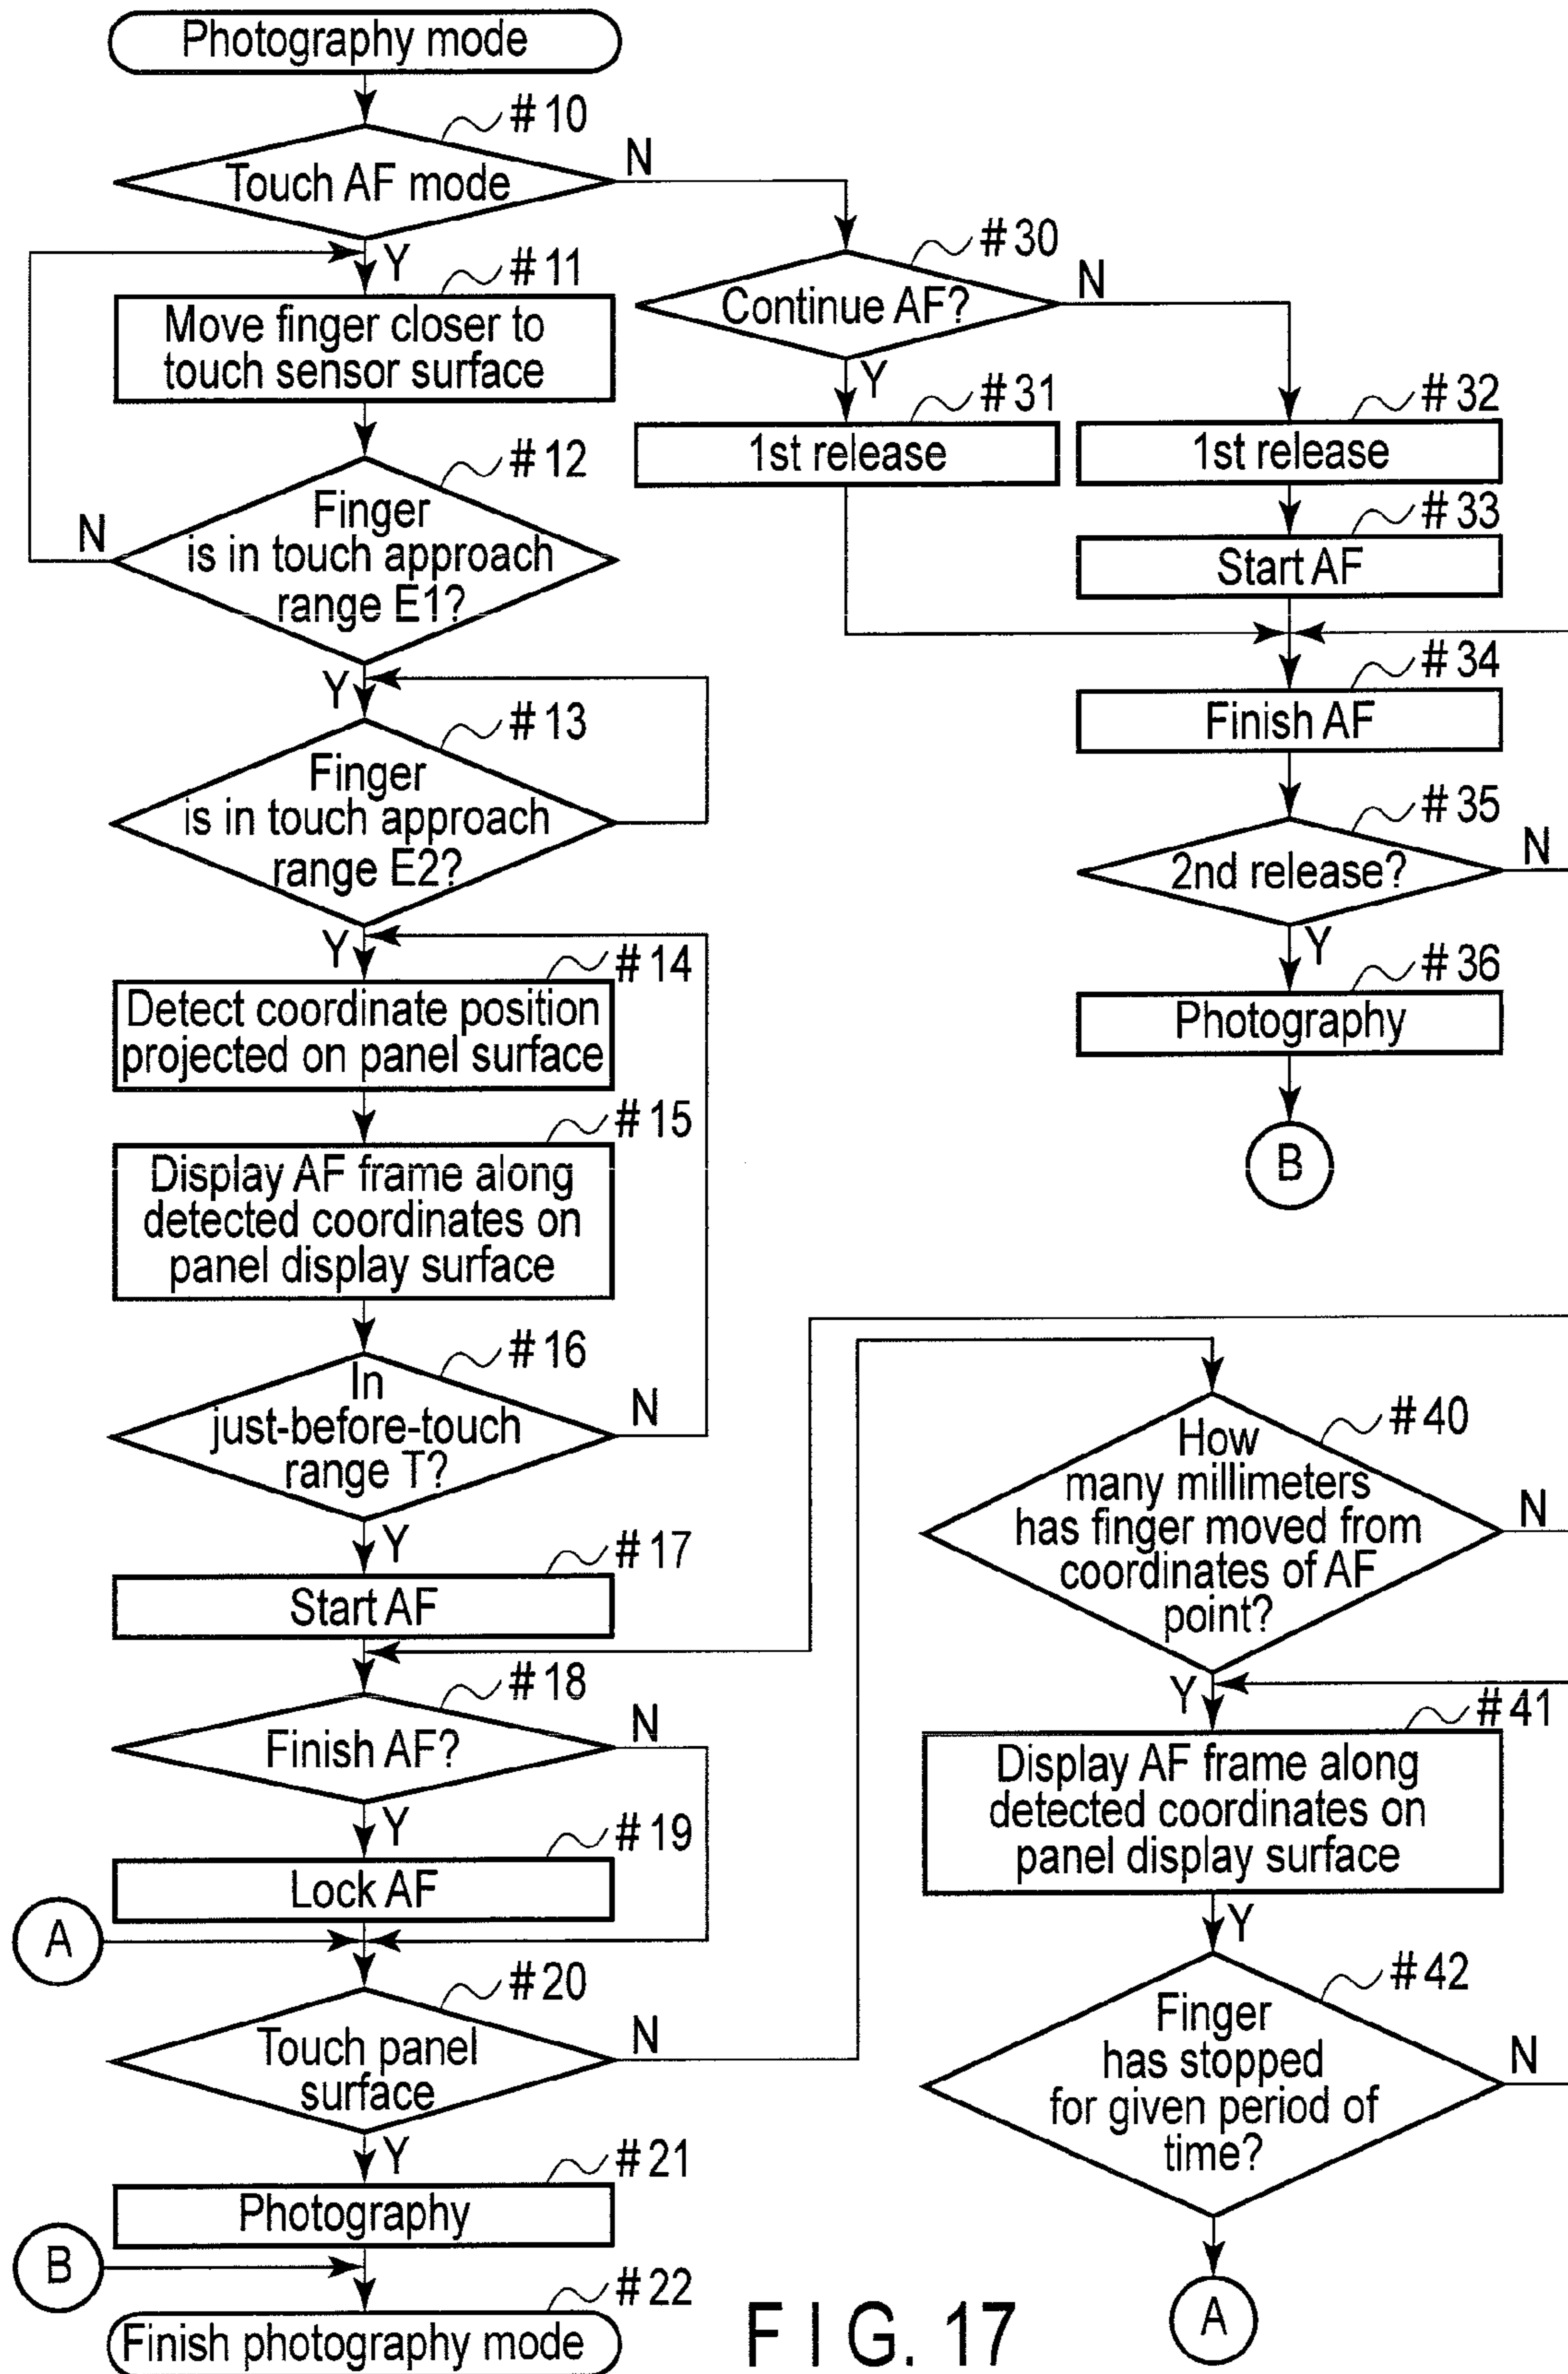 Photography mode
#10
Touch AF mode
N
Y
#11
Move finger closer to
touch sensor surface
#12
Finger
is in touch approach
range E1?
N
Y
#13
Finger
is in touch approach
range E2?
Y
#14
Detect coordinate position
projected on panel surface
#15
Display AF frame along
detected coordinates on
panel display surface
#16
In
just-before-touch
range T?
N
Y
#17
Start AF
#18
Finish AF?
N
Y
#19
Lock AF
A
#20
Touch panel
surface
N
Y
#21
Photography
B
#22
Finish photography mode
#30
Continue AF?
N
Y
#31
1st release
#32
1st release
#33
Start AF
#34
Finish AF
#35
2nd release?
N
Y
#36
Photography
B
#40
How
many millimeters
has finger moved from
coordinates of AF
point?
N
Y
#41
Display AF frame along
detected coordinates on
panel display surface
Y
#42
Finger
has stopped
for given period of
time?
N
A
FIG. 17